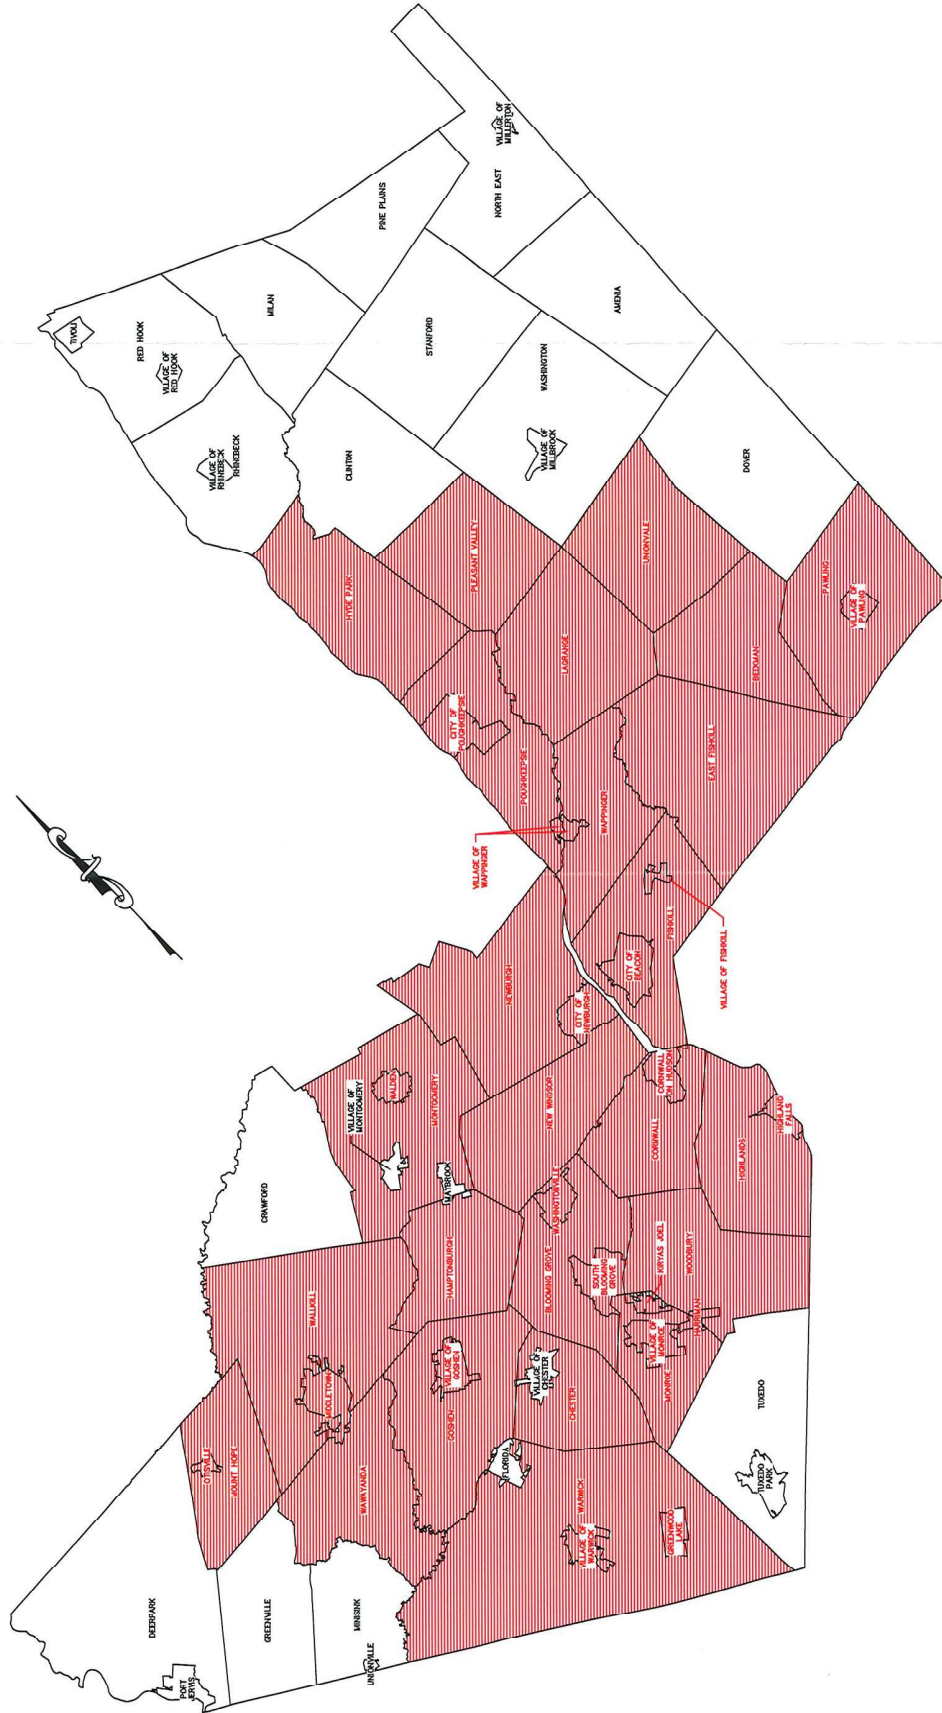 VILLAGE OF
MILLERTON
NORTH EAST
PINE PLAINS
AMENIA
MILAN
STANFORD
WASHINGTON
TIVOLI
RED HOOK
VILLAGE OF
RED HOOK
VILLAGE OF
MILLBROOK
DOVER
VILLAGE OF
RHINEBECK
RHINEBECK
CLINTON
PLEASANT VALLEY
UNIONVALE
PAWLING
VILLAGE OF
PAWLING
HYDE PARK
LAGRANGE
BEEKMAN
CITY OF
POUGHKEEPSIE
POUGHKEEPSIE
EAST FISHKILL
WAPPINGER
VILLAGE OF
WAPPINGER
FISHKILL
VILLAGE OF FISHKILL
CITY OF
BEACON
NEWBURGH
CITY OF
NEWBURGH
CORNWALL
ON HUDSON
VILLAGE OF
MONTGOMERY
WALDEN
MONTGOMERY
NEW WINDSOR
CORNWALL
HIGHLANDS
HIGHLAND
FALLS
MAYBROOK
WASHINGTONVILLE
CRAWFORD
HAMPTONBURGH
BLOOMING GROVE
SOUTH
BLOOMING
GROVE
KIRYAS JOEL
WOODBURY
WALLKILL
VILLAGE OF
GOSHEN
GOSHEN
VILLAGE OF
CHESTER
CHESTER
VILLAGE OF
MONROE
MONROE
HARRIMAN
TUXEDO
TUXEDO
PARK
MIDDLETOWN
OTISVILLE
MOUNT HOPE
WAWAYANDA
FLORIDA
WARWICK
VILLAGE OF
WARWICK
GREENWOOD
LAKE
DEERPARK
GREENVILLE
MINISINK
UNIONVILLE
PORT
JERVIS